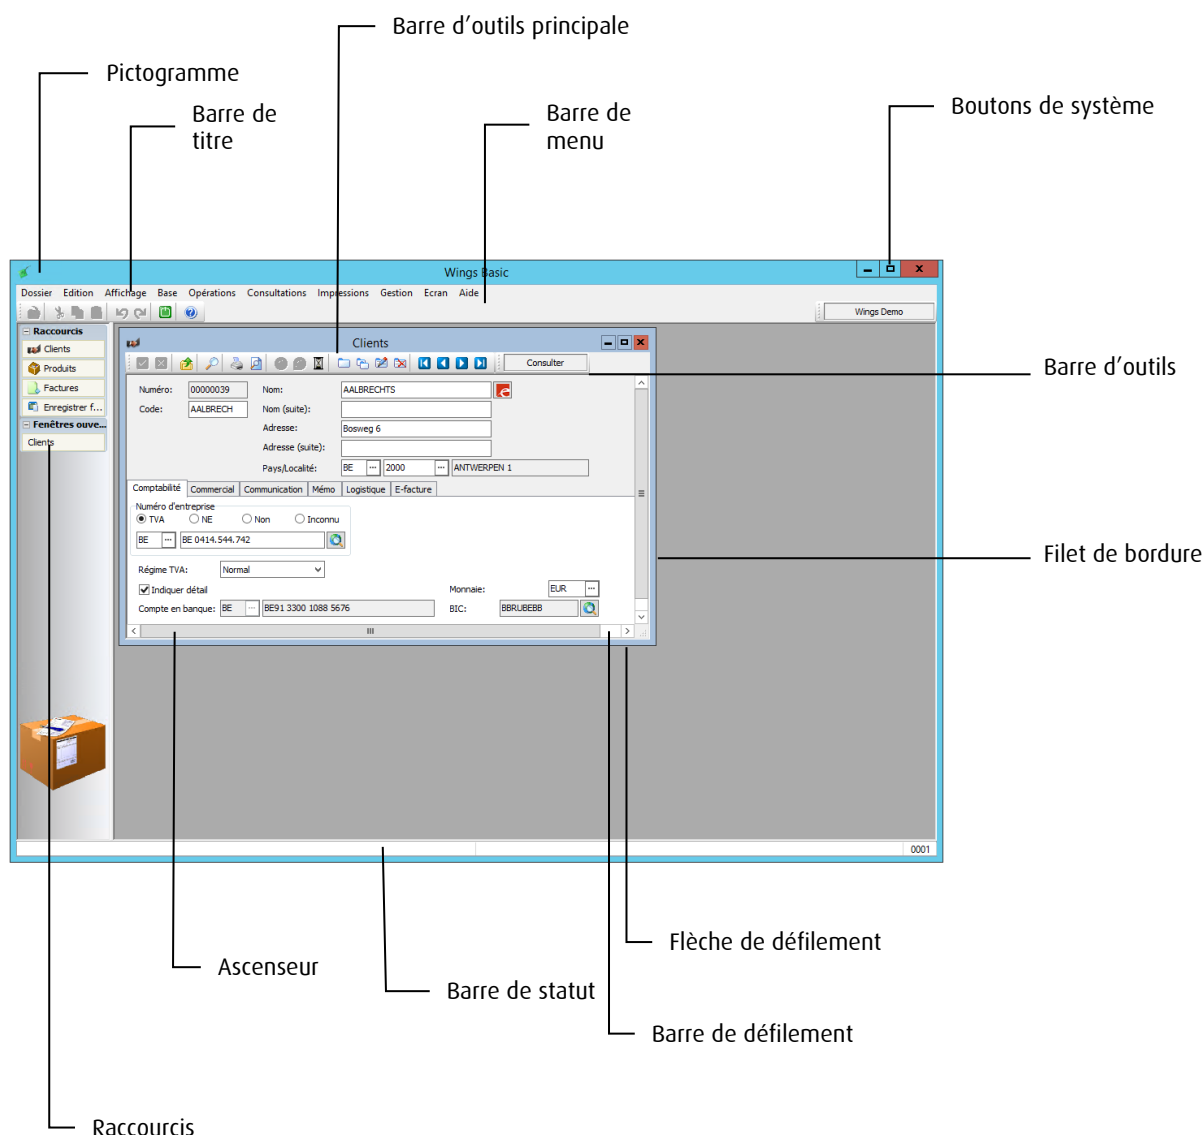 Barre d'outils principale
Pictogramme
Barre de
titre
Barre de
menu
Boutons de système
Wings Basic
Dossier Edition Affichage Base Opérations Consultations Impressions Gestion Ecran Aide
Wings Demo
Raccourcis
Clients
Produits
Factures
Enregistrer f...
Fenêtres ouve...
Clients
Clients
Consulter
Numéro: 00000039 Nom: AALBRECHTS
Code: AALBRECH Nom (suite):
Adresse: Bosweg 6
Adresse (suite):
Pays/Localité: BE ... 2000 ... ANTWERPEN 1
Comptabilité Commercial Communication Mémo Logistique E-facture
Numéro d'entreprise
TVA NE Non Inconnu
BE ... BE 0414.544.742
Régime TVA: Normal
Indiquer détail Monnaie: EUR ...
Compte en banque: BE ... BE91 3300 1088 5676 BIC: BBRUBEBB
0001
Barre d'outils
Filet de bordure
Flèche de défilement
Ascenseur
Barre de statut
Barre de défilement
Raccourcis